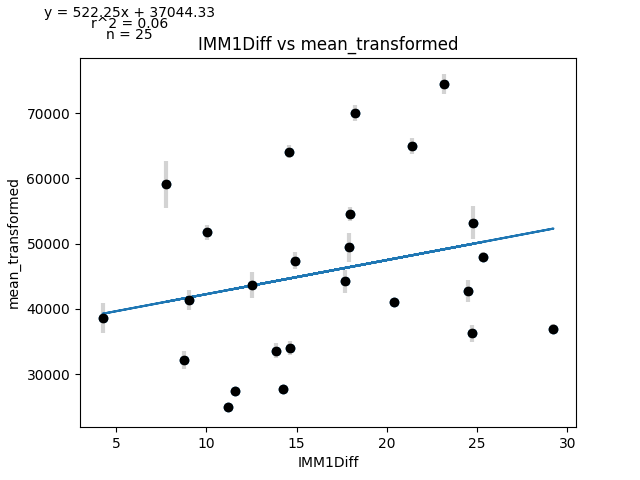 y = 522.25x + 37044.33
r^2 = 0.06
n = 25
IMM1Diff vs mean_transformed
mean_transformed
70000
60000
50000
40000
30000
5 10 15 20 25 30
IMM1Diff